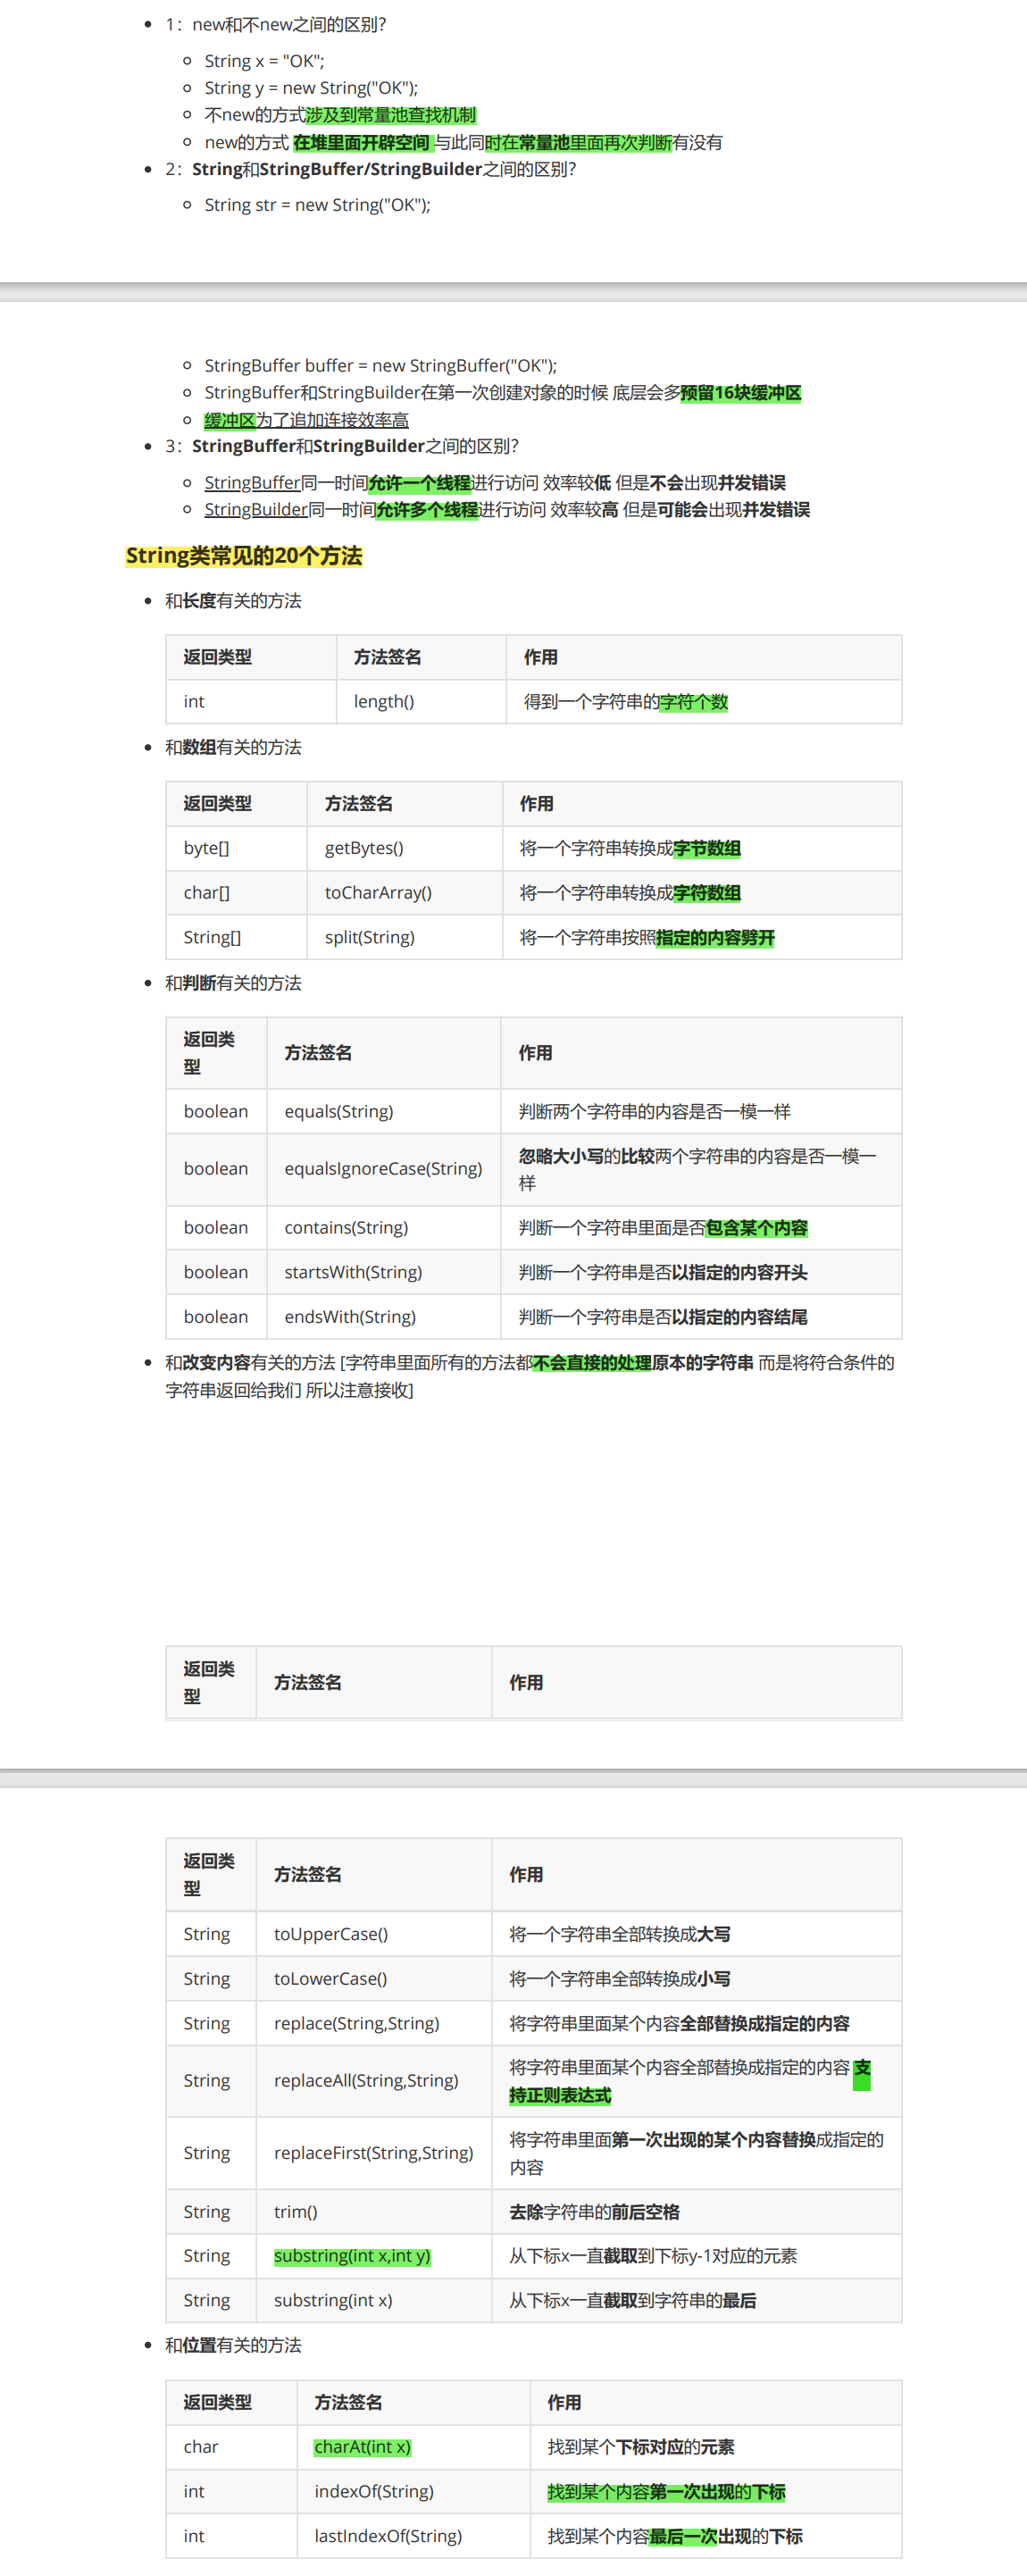 1：new和不new之间的区别?
String x = "OK";
String y = new String("OK");
不new的方式涉及到常量池查找机制
new的方式 在堆里面开辟空间 与此同时在常量池里面再次判断有没有
2：String和StringBuffer/StringBuilder之间的区别?
String str = new String("OK");
StringBuffer buffer = new StringBuffer("OK");
StringBuffer和StringBuilder在第一次创建对象的时候 底层会多预留16块缓冲区
缓冲区为了追加连接效率高
3：StringBuffer和StringBuilder之间的区别?
StringBuffer同一时间允许一个线程进行访问 效率较低 但是不会出现并发错误
StringBuilder同一时间允许多个线程进行访问 效率较高 但是可能会出现并发错误
String类常见的20个方法
和长度有关的方法
返回类型 方法签名 作用
int length() 得到一个字符串的字符个数
和数组有关的方法
返回类型 方法签名 作用
byte[] getBytes() 将一个字符串转换成字节数组
char[] toCharArray() 将一个字符串转换成字符数组
String[] split(String) 将一个字符串按照指定的内容劈开
和判断有关的方法
返回类
型 方法签名 作用
boolean equals(String) 判断两个字符串的内容是否一模一样
boolean equalsIgnoreCase(String) 忽略大小写的比较两个字符串的内容是否一模一
样
boolean contains(String) 判断一个字符串里面是否包含某个内容
boolean startsWith(String) 判断一个字符串是否以指定的内容开头
boolean endsWith(String) 判断一个字符串是否以指定的内容结尾
和改变内容有关的方法 [字符串里面所有的方法都不会直接的处理原本的字符串 而是将符合条件的
字符串返回给我们 所以注意接收]
返回类
型 方法签名 作用
返回类
型 方法签名 作用
String toUpperCase() 将一个字符串全部转换成大写
String toLowerCase() 将一个字符串全部转换成小写
String replace(String,String) 将字符串里面某个内容全部替换成指定的内容
String replaceAll(String,String) 将字符串里面某个内容全部替换成指定的内容 支
持正则表达式
String replaceFirst(String,String) 将字符串里面第一次出现的某个内容替换成指定的
内容
String trim() 去除字符串的前后空格
String substring(int x,int y) 从下标x一直截取到下标y-1对应的元素
String substring(int x) 从下标x一直截取到字符串的最后
和位置有关的方法
返回类型 方法签名 作用
char charAt(int x) 找到某个下标对应的元素
int indexOf(String) 找到某个内容第一次出现的下标
int lastIndexOf(String) 找到某个内容最后一次出现的下标